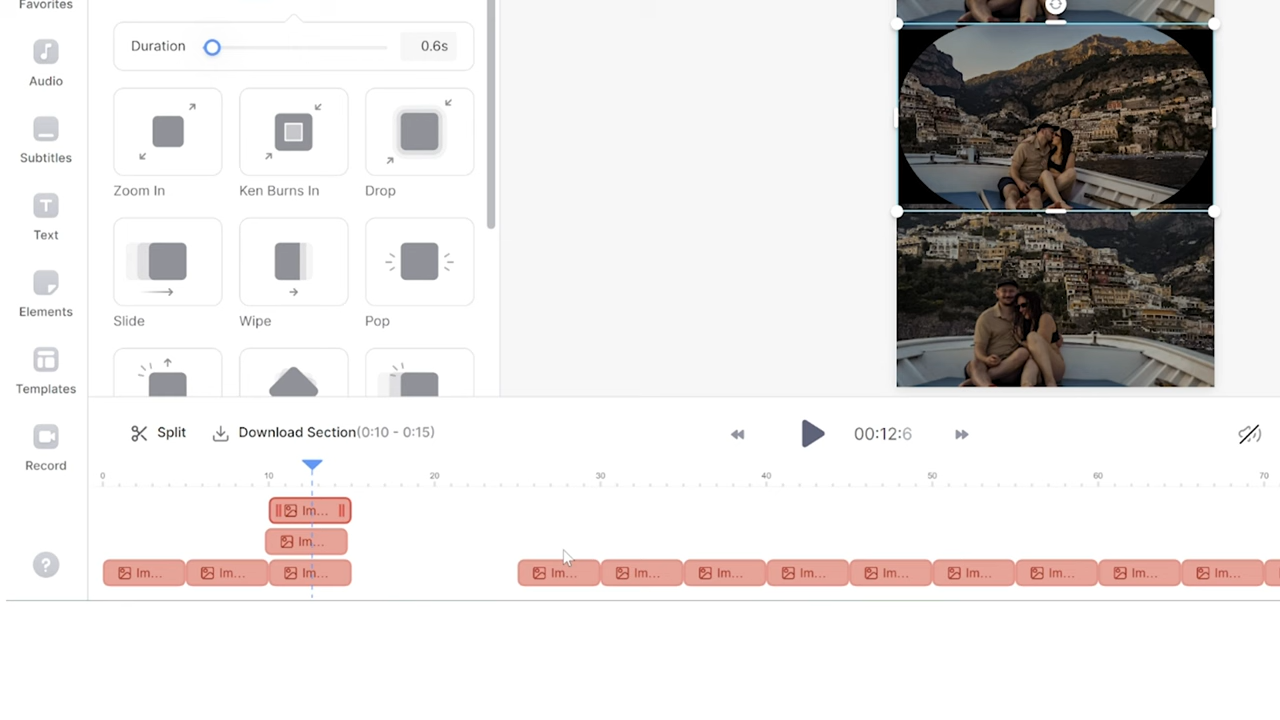 Favorites
Audio
Subtitles
Text
Elements
Templates
Record
?
Duration
0.6s
Zoom In
Ken Burns In
Drop
Slide
Wipe
Pop
Split
Download Section(0:10 - 0:15)
00:12:6
0 10 20 30 40 50 60 70
Im...
Im...
Im... Im... Im... Im... Im... Im... Im... Im... Im... Im... Im... Im...